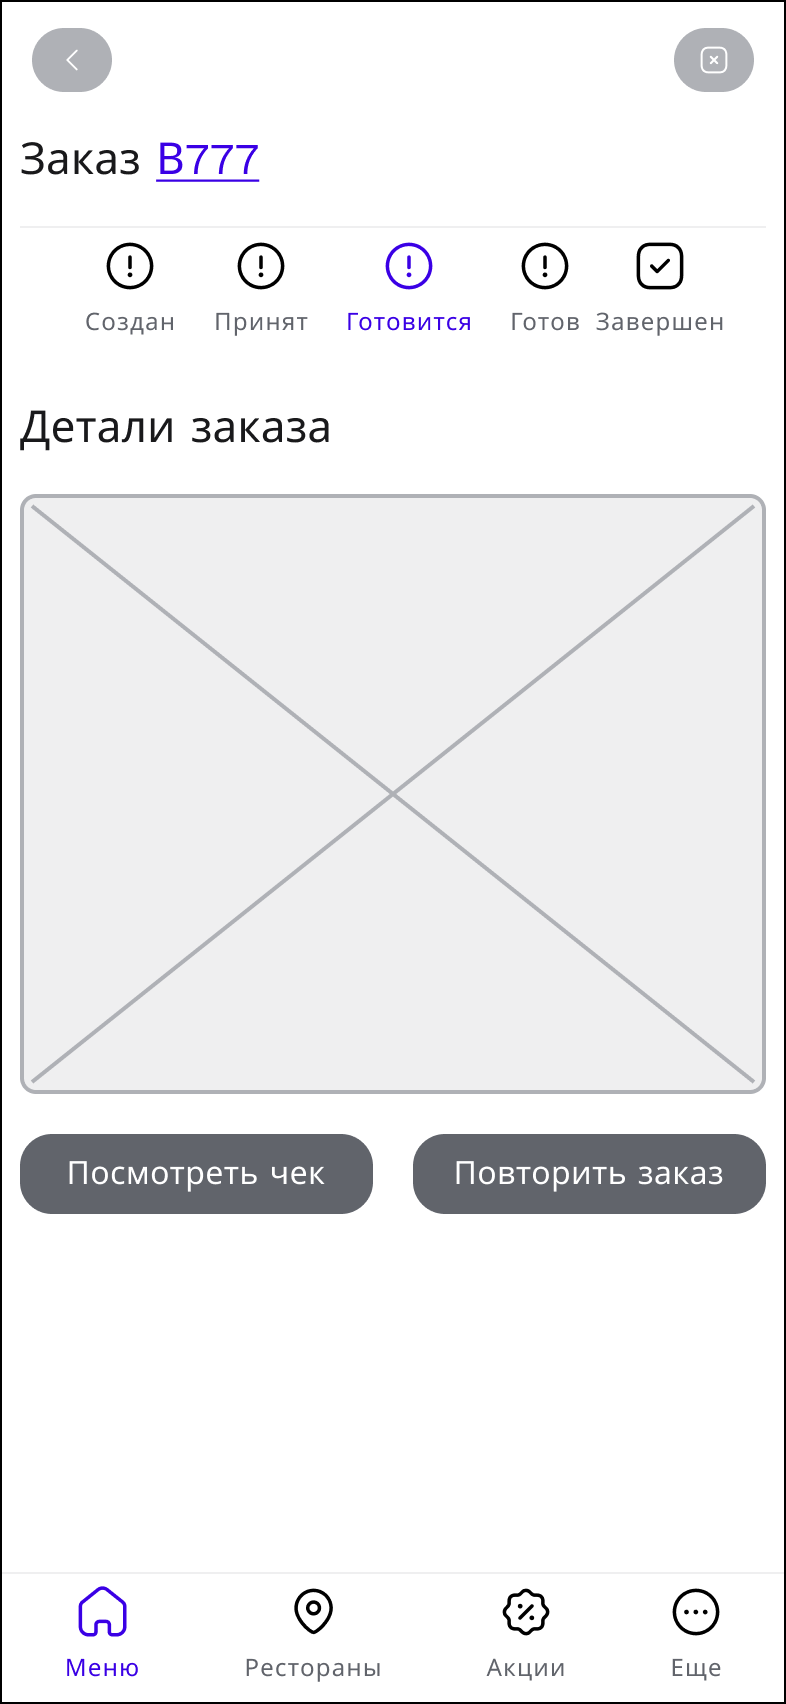 Заказ B777
Создан Принят Готовится Готов Завершен
Детали заказа
Посмотреть чек Повторить заказ
Меню Рестораны Акции Еще